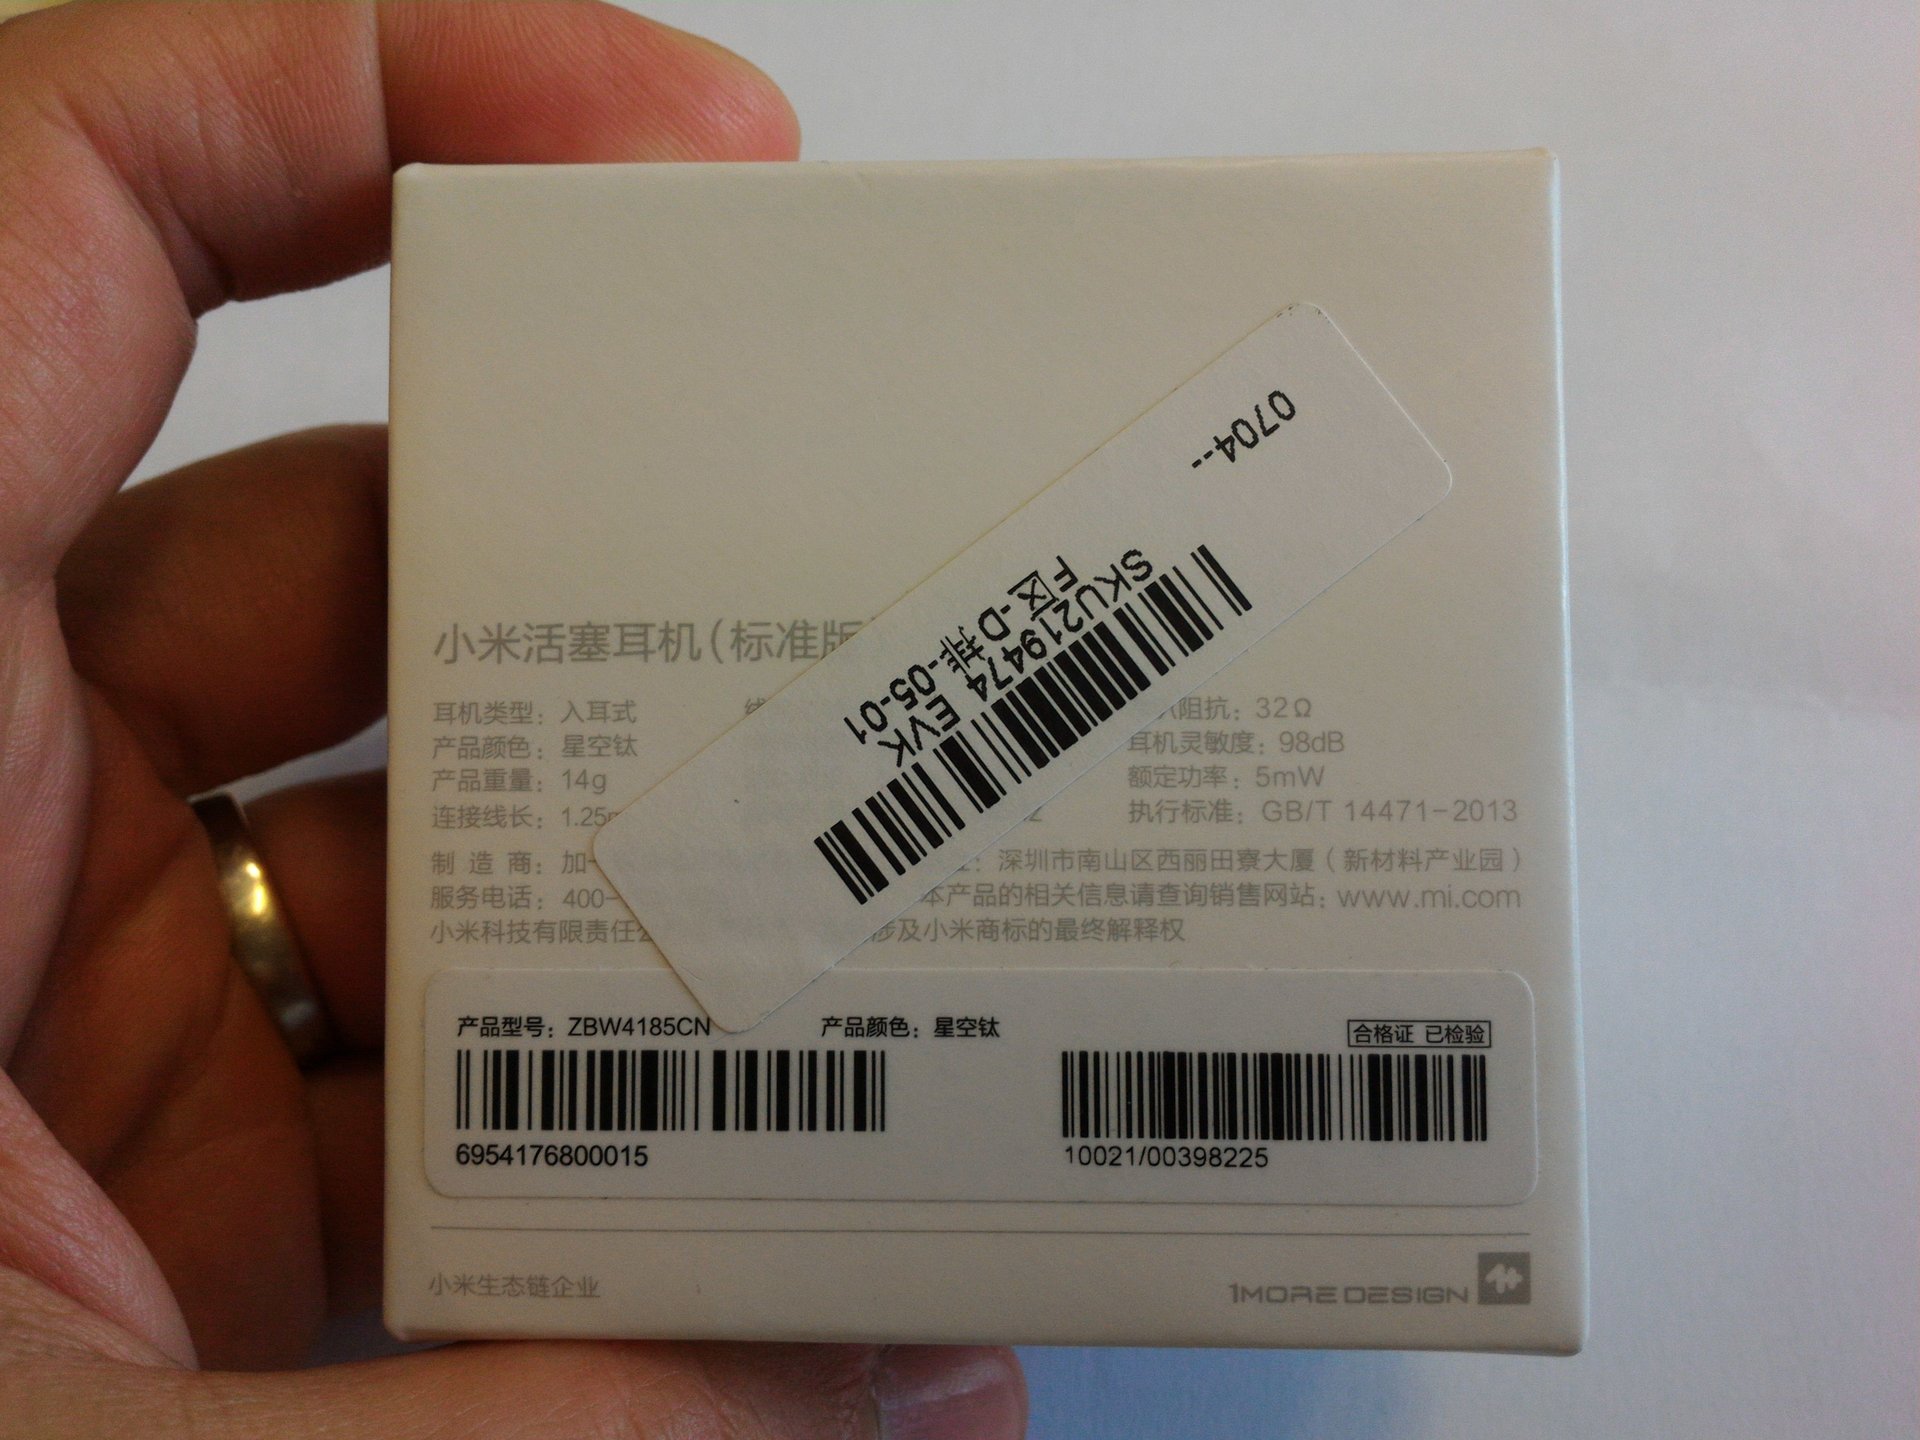 0704--
SKU219474 EVK
F区-D排-05-01
小米活塞耳机(标准版
耳机类型: 入耳式
阻抗: 32Ω
产品颜色: 星空钛
耳机灵敏度: 98dB
产品重量: 14g
额定功率: 5mW
连接线长: 1.25
执行标准: GB/T 14471-2013
制 造 商: 加一
深圳市南山区西丽田寮大厦 ( 新材料产业园 )
服务电话: 400-
本产品的相关信息请查询销售网站: www.mi.com
小米科技有限责任
涉及小米商标的最终解释权
产品型号: ZBW4185CN
产品颜色: 星空钛
合格证 已检验
6954176800015
10021/00398225
小米生态链企业
1MORE DESIGN